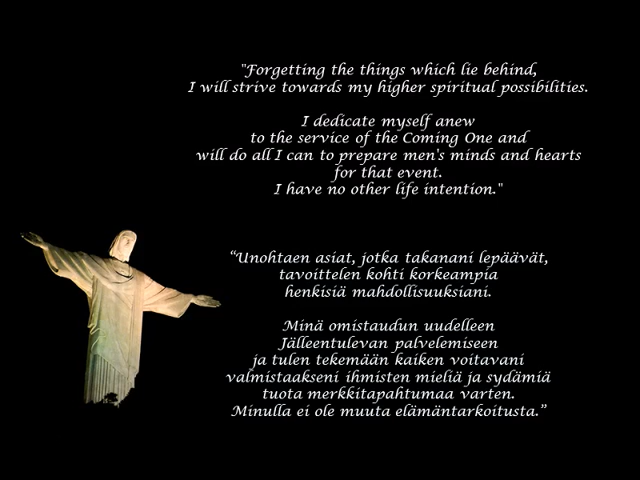 "Forgetting the things which lie behind,
I will strive towards my higher spiritual possibilities.
I dedicate myself anew
to the service of the Coming One and
will do all I can to prepare men's minds and hearts
for that event.
I have no other life intention."
“Unohtaen asiat, jotka takanani lepäävät,
tavoittelen kohti korkeampia
henkisiä mahdollisuuksiani.
Minä omistaudun uudelleen
Jälleentulevan palvelemiseen
ja tulen tekemään kaiken voitavani
valmistaakseni ihmisten mieliä ja sydämiä
tuota merkkitapahtumaa varten.
Minulla ei ole muuta elämäntarkoitusta.”